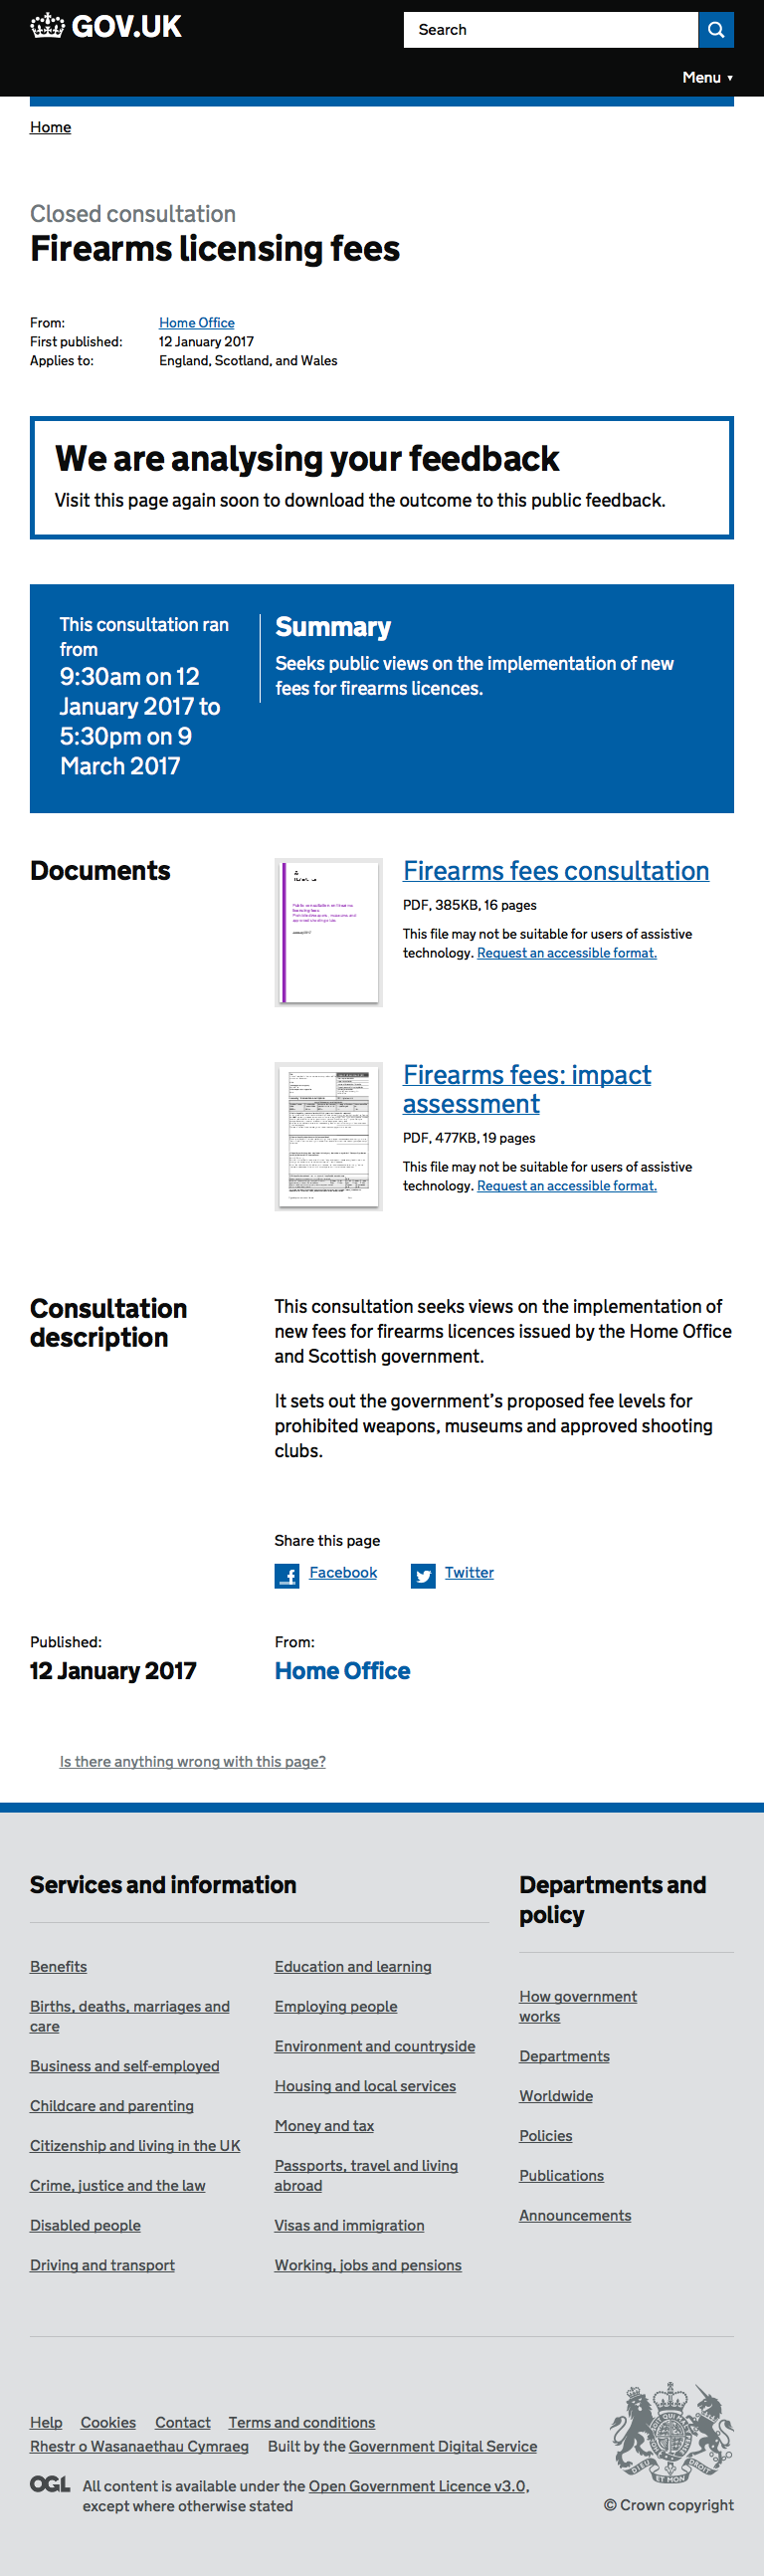 GOV.UK
Search
Menu ▼
Home
Closed consultation
Firearms licensing fees
From: Home Office
First published: 12 January 2017
Applies to: England, Scotland, and Wales
We are analysing your feedback
Visit this page again soon to download the outcome to this public feedback.
This consultation ran
from
9:30am on 12
January 2017 to
5:30pm on 9
March 2017
Summary
Seeks public views on the implementation of new
fees for firearms licences.
Documents
Firearms fees consultation
PDF, 385KB, 16 pages
This file may not be suitable for users of assistive
technology. Request an accessible format.
Firearms fees: impact
assessment
PDF, 477KB, 19 pages
This file may not be suitable for users of assistive
technology. Request an accessible format.
Consultation
description
This consultation seeks views on the implementation of
new fees for firearms licences issued by the Home Office
and Scottish government.
It sets out the government’s proposed fee levels for
prohibited weapons, museums and approved shooting
clubs.
Share this page
Facebook
Twitter
Published:
12 January 2017
From:
Home Office
Is there anything wrong with this page?
Services and information
Benefits
Births, deaths, marriages and
care
Business and self-employed
Childcare and parenting
Citizenship and living in the UK
Crime, justice and the law
Disabled people
Driving and transport
Education and learning
Employing people
Environment and countryside
Housing and local services
Money and tax
Passports, travel and living
abroad
Visas and immigration
Working, jobs and pensions
Departments and
policy
How government
works
Departments
Worldwide
Policies
Publications
Announcements
Help Cookies Contact Terms and conditions
Rhestr o Wasanaethau Cymraeg Built by the Government Digital Service
OGL
All content is available under the Open Government Licence v3.0,
except where otherwise stated
© Crown copyright